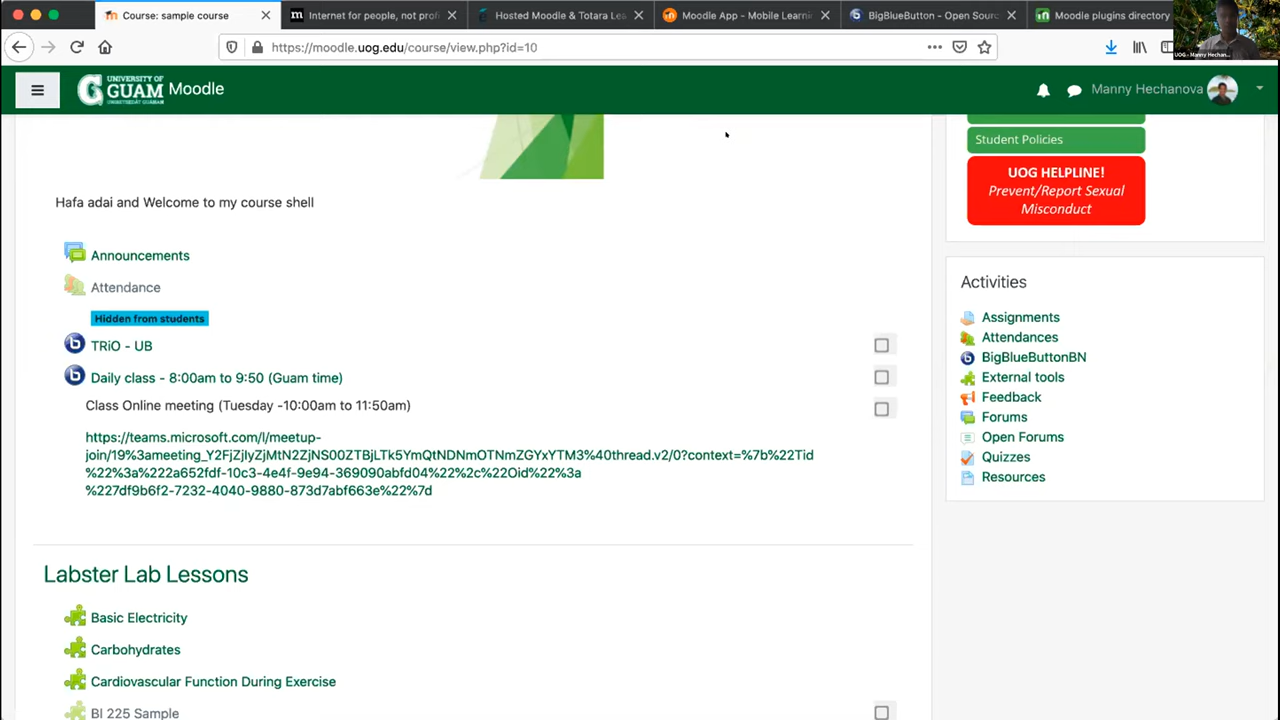 Course: sample course
Internet for people, not profi
Hosted Moodle & Totara Lea
Moodle App - Mobile Learni
BigBlueButton - Open Sourc
Moodle plugins directory
https://moodle.uog.edu/course/view.php?id=10
UOG - Manny Hechan...
UNIVERSITY OF
GUAM
UNIBETSEDÅT GUÅHAN
Moodle
Manny Hechanova
Student Policies
UOG HELPLINE!
Prevent/Report Sexual
Misconduct
Hafa adai and Welcome to my course shell
Announcements
Attendance
Hidden from students
TRiO - UB
Daily class - 8:00am to 9:50 (Guam time)
Class Online meeting (Tuesday -10:00am to 11:50am)
https://teams.microsoft.com/l/meetup-
join/19%3ameeting_Y2FjZjIyZjMtN2ZjNS00ZTBjLTk5YmQtNDNmOTNmZGYxYTM3%40thread.v2/0?context=%7b%22Tid
%22%3a%222a652fdf-10c3-4e4f-9e94-369090abfd04%22%2c%22Oid%22%3a
%227df9b6f2-7232-4040-9880-873d7abf663e%22%7d
Labster Lab Lessons
Basic Electricity
Carbohydrates
Cardiovascular Function During Exercise
BI 225 Sample
Activities
Assignments
Attendances
BigBlueButtonBN
External tools
Feedback
Forums
Open Forums
Quizzes
Resources